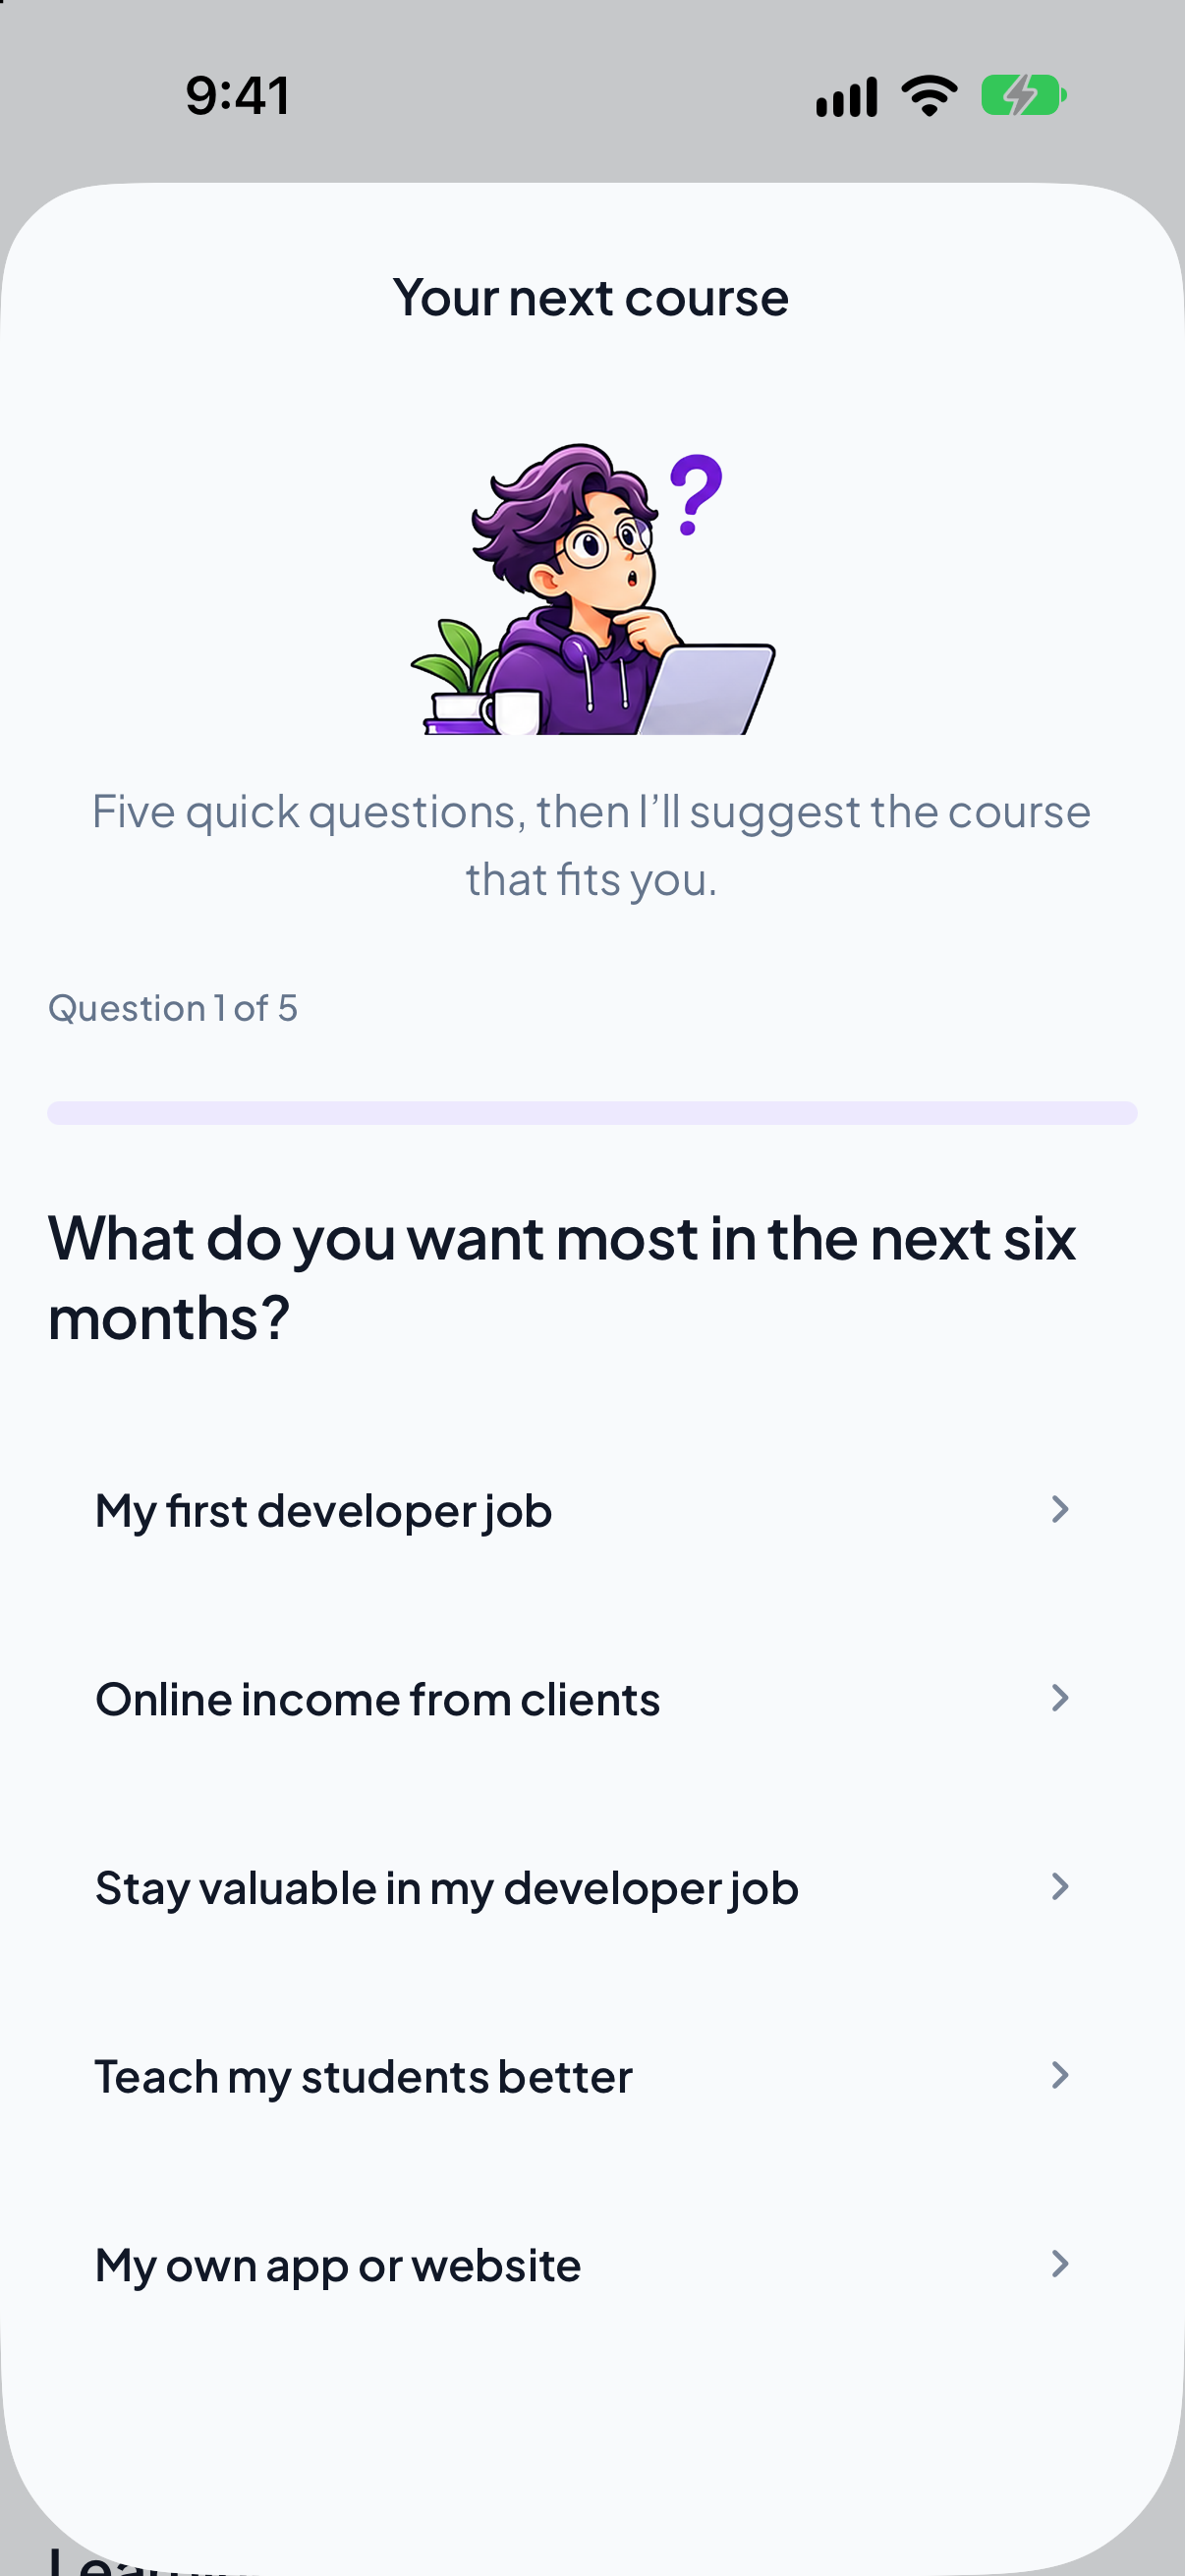 9:41
Your next course
?
Five quick questions, then I’ll suggest the course
that fits you.
Question 1 of 5
What do you want most in the next six
months?
My first developer job
Online income from clients
Stay valuable in my developer job
Teach my students better
My own app or website